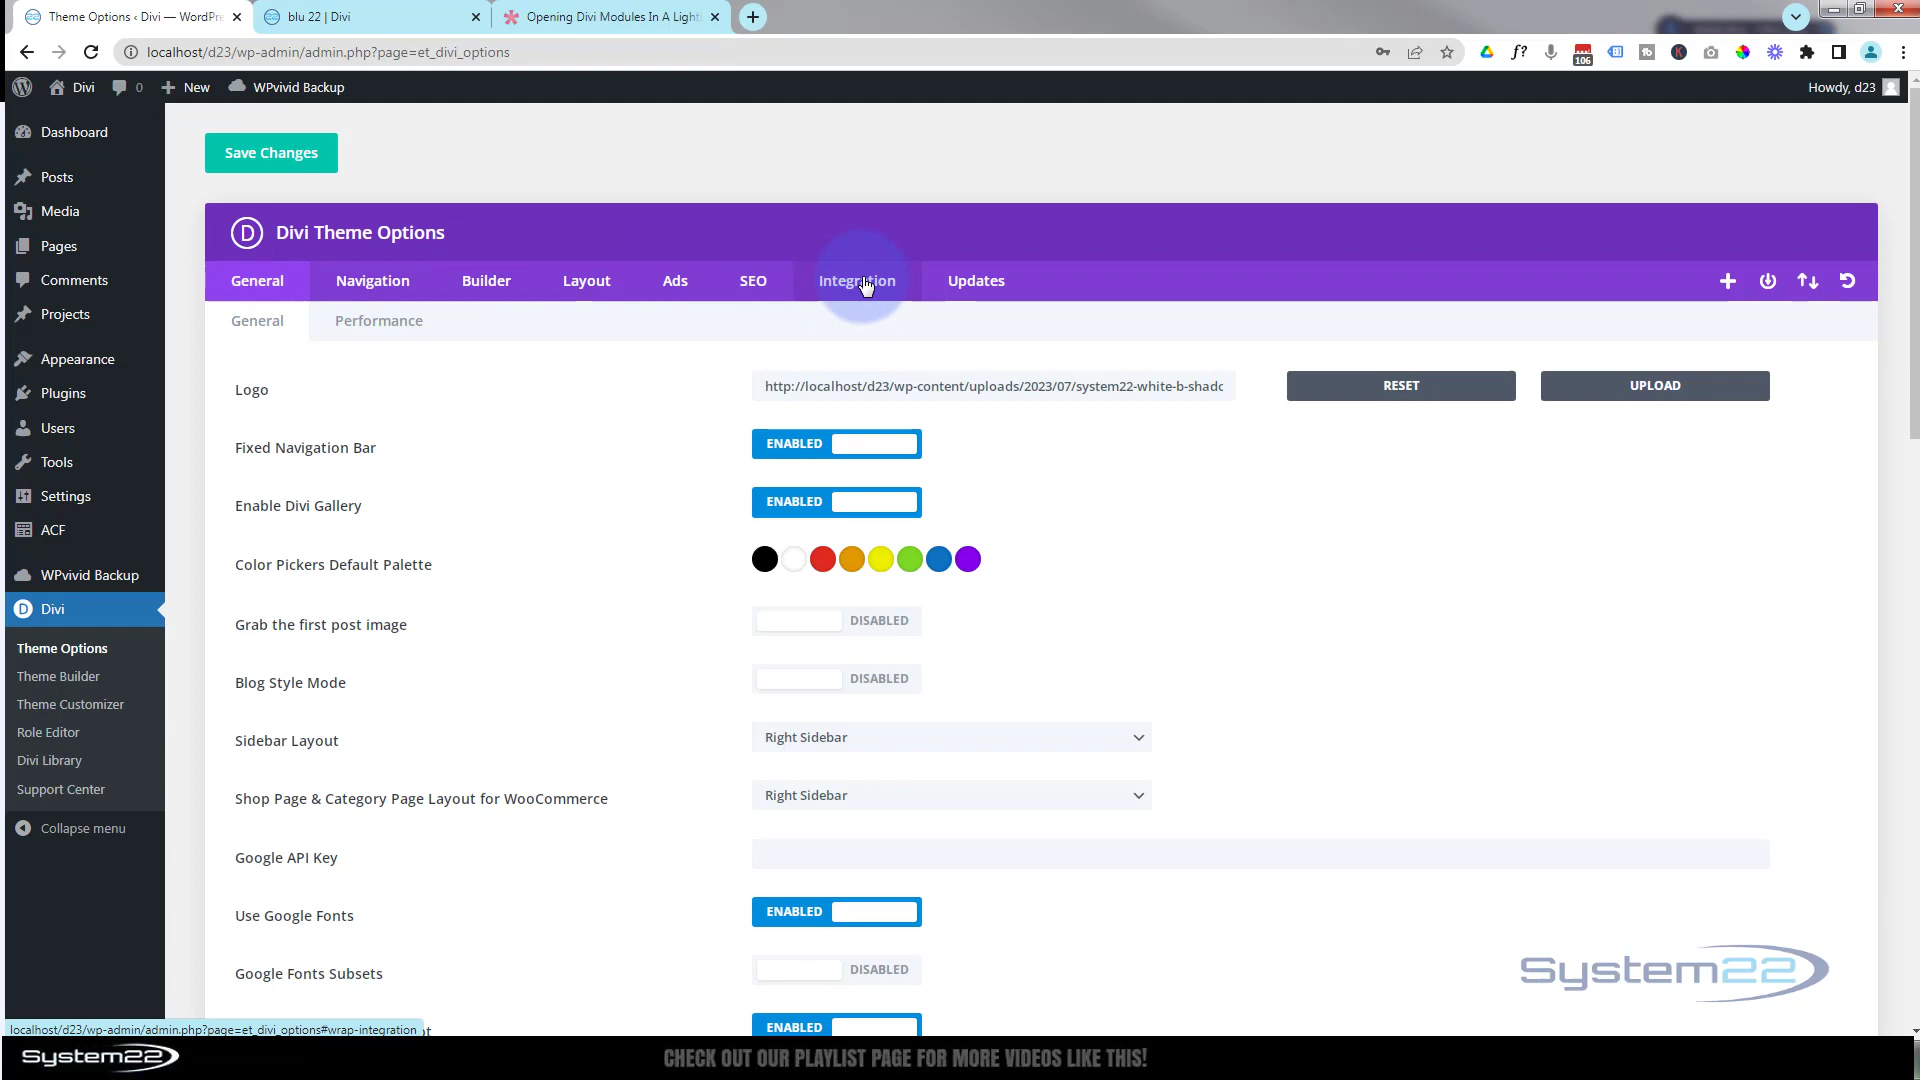 Theme Options ‹ Divi — WordPre
blu 22 | Divi
Opening Divi Modules In A Light
localhost/d23/wp-admin/admin.php?page=et_divi_options
106
Divi
0
New
WPvivid Backup
Howdy, d23
Dashboard
Posts
Media
Pages
Comments
Projects
Appearance
Plugins
Users
Tools
Settings
ACF
WPvivid Backup
Divi
Theme Options
Theme Builder
Theme Customizer
Role Editor
Divi Library
Support Center
Collapse menu
Save Changes
D Divi Theme Options
General Navigation Builder Layout Ads SEO Integration Updates
General Performance
Logo
http://localhost/d23/wp-content/uploads/2023/07/system22-white-b-shadc
RESET
UPLOAD
Fixed Navigation Bar
ENABLED
Enable Divi Gallery
ENABLED
Color Pickers Default Palette
Grab the first post image
DISABLED
Blog Style Mode
DISABLED
Sidebar Layout
Right Sidebar
Shop Page & Category Page Layout for WooCommerce
Right Sidebar
Google API Key
Use Google Fonts
ENABLED
Google Fonts Subsets
DISABLED
ENABLED
System22
localhost/d23/wp-admin/admin.php?page=et_divi_options#wrap-integration
System22
CHECK OUT OUR PLAYLIST PAGE FOR MORE VIDEOS LIKE THIS!